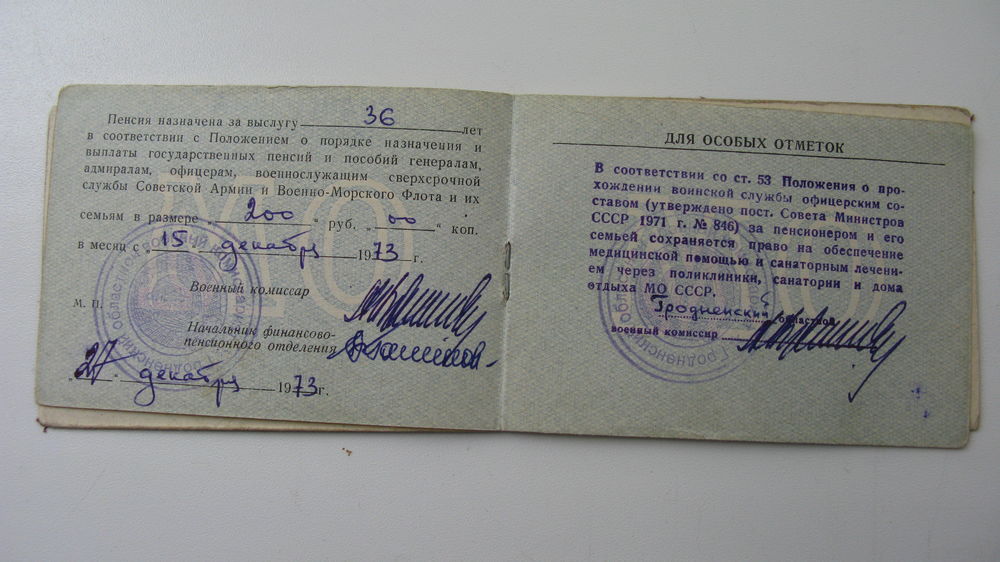 Пенсия назначена за выслугу 36 лет
в соответствии с Положением о порядке назначения и
выплаты государственных пенсий и пособий генералам,
адмиралам, офицерам, военнослужащим сверхсрочной
службы Советской Армии и Военно-Морского Флота и их
семьям в размере „ 200 “ руб. „ 00 “ коп.
в месяц с „ 15 “ декабря 1973 г.
Военный комиссар
М. П.
Начальник финансово-
пенсионного отделения
„27“ декабря 1973 г.
ДЛЯ ОСОБЫХ ОТМЕТОК
В соответствии со ст. 53 Положения о про-
хождении воинской службы офицерским со-
ставом (утверждено пост. Совета Министров
СССР 1971 г. № 846) за пенсионером и его
семьей сохраняется право на обеспечение
медицинской помощью и санаторным лечени-
ем через поликлиники, санатории и дома
отдыха МО СССР.
Гродненский областной
военный комиссар